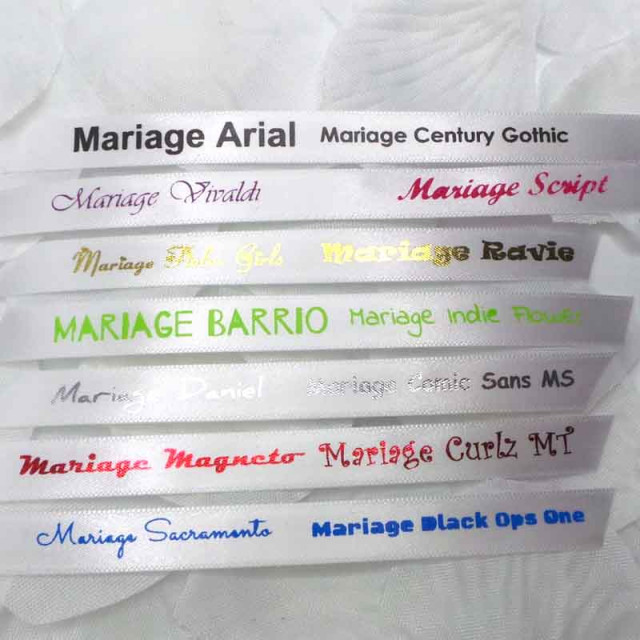 Mariage Arial Mariage Century Gothic
Mariage Vivaldi Mariage Script
Mariage Girls Mariage Ravie
MARIAGE BARRIO Mariage Indie Flower
Mariage Daniel Mariage Comic Sans MS
Mariage Magneto Mariage Curlz MT
Mariage Sacramento Mariage Black Ops One